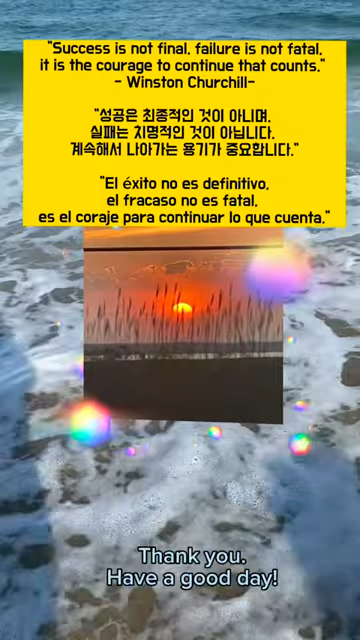 "Success is not final, failure is not fatal,
it is the courage to continue that counts."
- Winston Churchill-
"성공은 최종적인 것이 아니며,
실패는 치명적인 것이 아닙니다.
계속해서 나아가는 용기가 중요합니다."
"El éxito no es definitivo,
el fracaso no es fatal,
es el coraje para continuar lo que cuenta."
Thank you.
Have a good day!